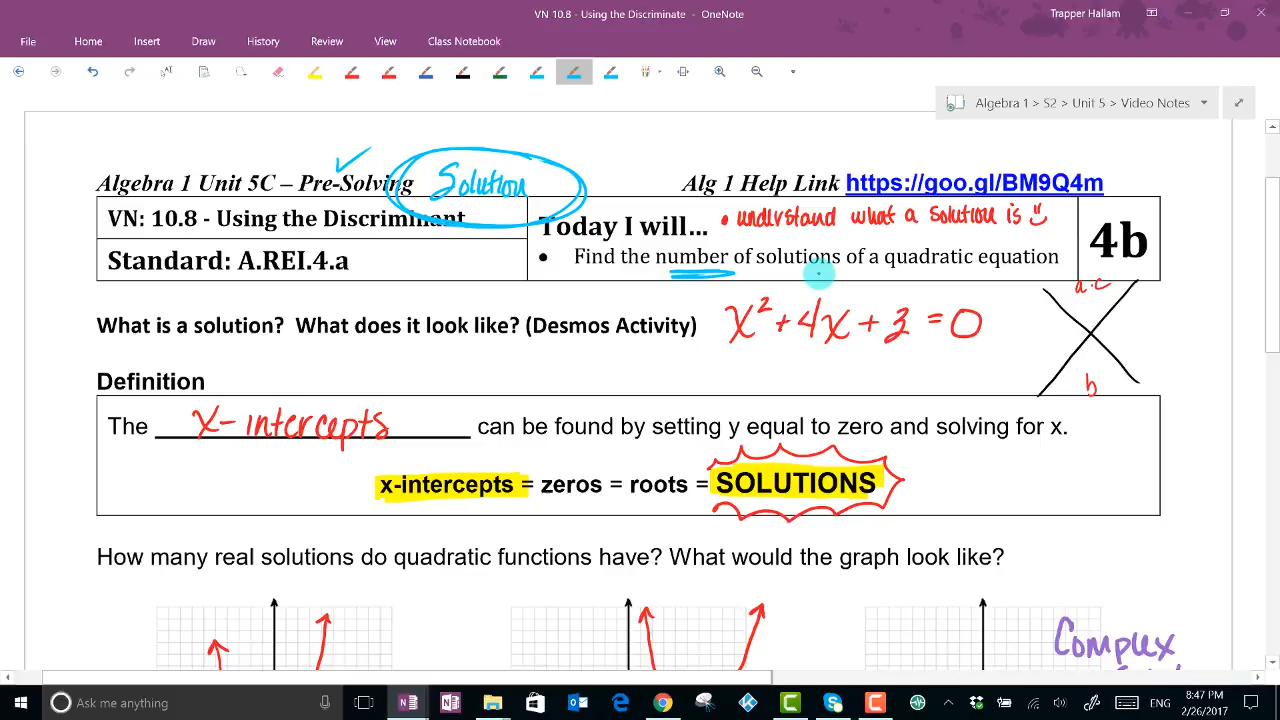 VN 10.8 - Using the Discriminate - OneNote
Trapper Hallam
File Home Insert Draw History Review View Class Notebook
Algebra 1 > S2 > Unit 5 > Video Notes
Algebra 1 Unit 5C – Pre-Solving
Solution
Alg 1 Help Link https://goo.gl/BM9Q4m
VN: 10.8 - Using the Discriminant
Standard: A.REI.4.a
Today I will…
• understand what a solution is
• Find the number of solutions of a quadratic equation
4b
What is a solution? What does it look like? (Desmos Activity)
x²+4x+3=0
a·c
b
Definition
The x-intercepts can be found by setting y equal to zero and solving for x.
x-intercepts = zeros = roots = SOLUTIONS
How many real solutions do quadratic functions have? What would the graph look like?
Complex
Ask me anything
ENG
8:47 PM
2/26/2017